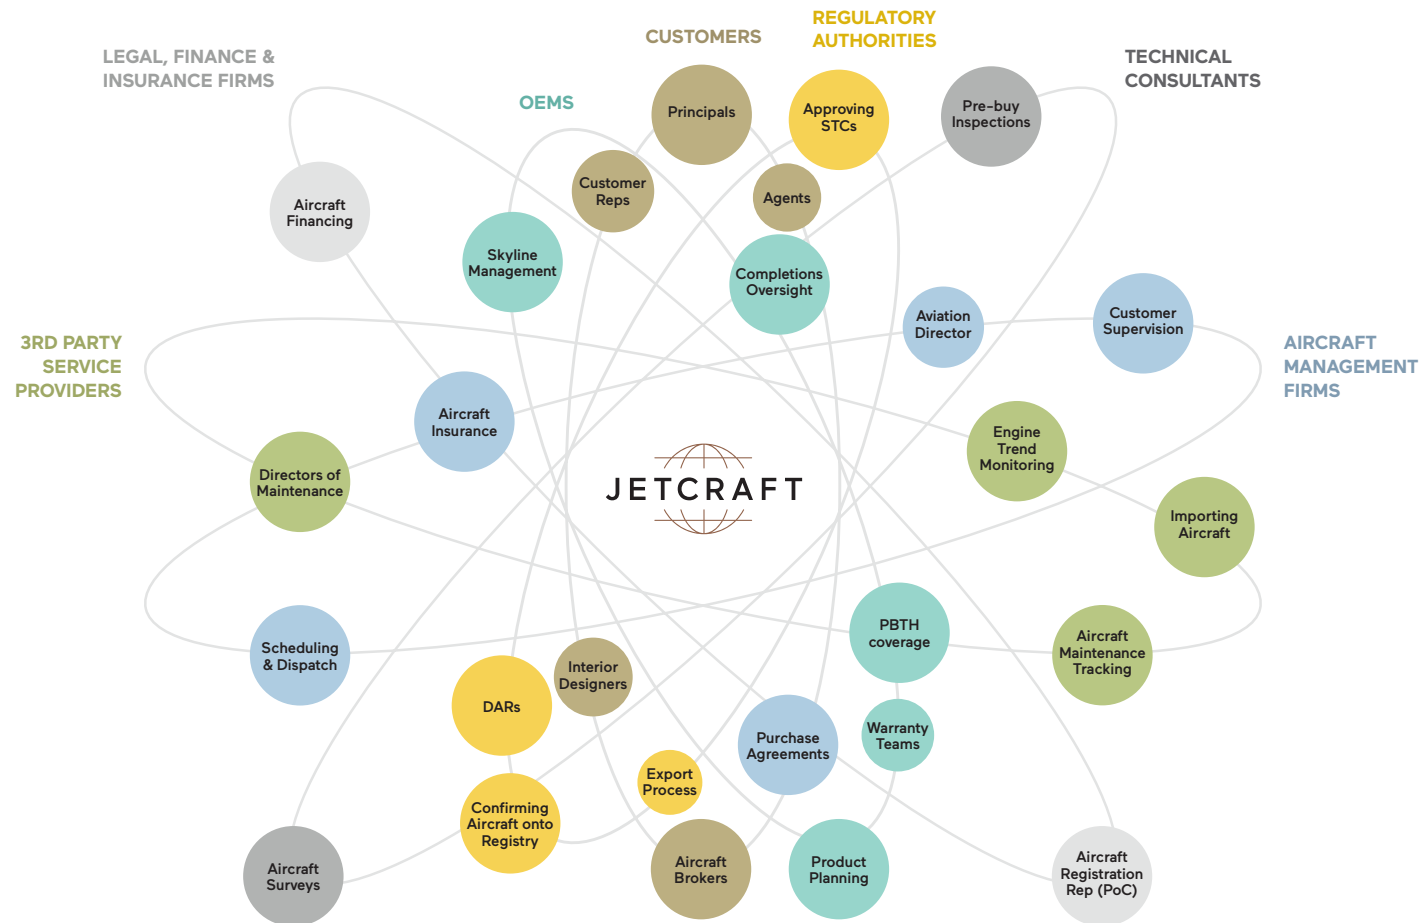 CUSTOMERS
REGULATORY
AUTHORITIES
LEGAL, FINANCE &
INSURANCE FIRMS
TECHNICAL
CONSULTANTS
OEMS
Principals
Approving
STCs
Pre-buy
Inspections
Customer
Reps
Agents
Aircraft
Financing
Skyline
Management
Completions
Oversight
Aviation
Director
Customer
Supervision
3RD PARTY
SERVICE
PROVIDERS
AIRCRAFT
MANAGEMENT
FIRMS
Aircraft
Insurance
Engine
Trend
Monitoring
Directors of
Maintenance
JETCRAFT
Importing
Aircraft
Scheduling
& Dispatch
PBTH
coverage
Aircraft
Maintenance
Tracking
Interior
Designers
DARs
Purchase
Agreements
Warranty
Teams
Export
Process
Confirming
Aircraft onto
Registry
Aircraft
Surveys
Aircraft
Brokers
Product
Planning
Aircraft
Registration
Rep (PoC)